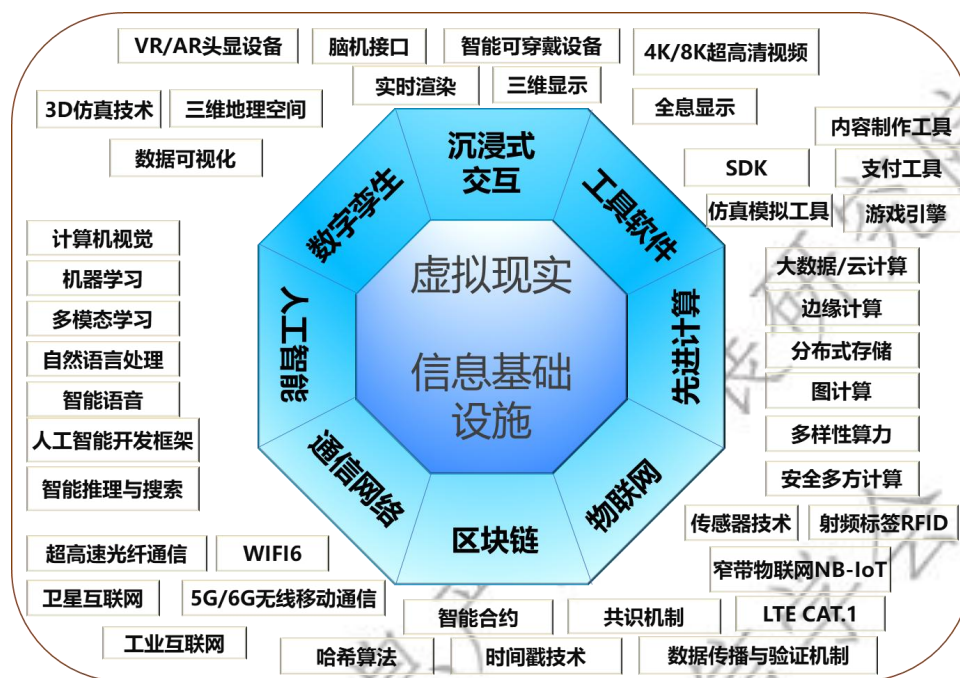 VR/AR头显设备
脑机接口
智能可穿戴设备
4K/8K超高清视频
实时渲染
三维显示
全息显示
3D仿真技术
三维地理空间
数据可视化
内容制作工具
SDK
支付工具
仿真模拟工具
游戏引擎
沉浸式
交互
数字孪生
工具软件
人工智能
先进计算
通信网络
物联网
区块链
虚拟现实
信息基础
设施
计算机视觉
机器学习
多模态学习
自然语言处理
智能语音
人工智能开发框架
智能推理与搜索
大数据/云计算
边缘计算
分布式存储
图计算
多样性算力
安全多方计算
传感器技术
射频标签RFID
窄带物联网NB-IoT
LTE CAT.1
超高速光纤通信
WIFI6
卫星互联网
5G/6G无线移动通信
工业互联网
智能合约
共识机制
哈希算法
时间戳技术
数据传播与验证机制